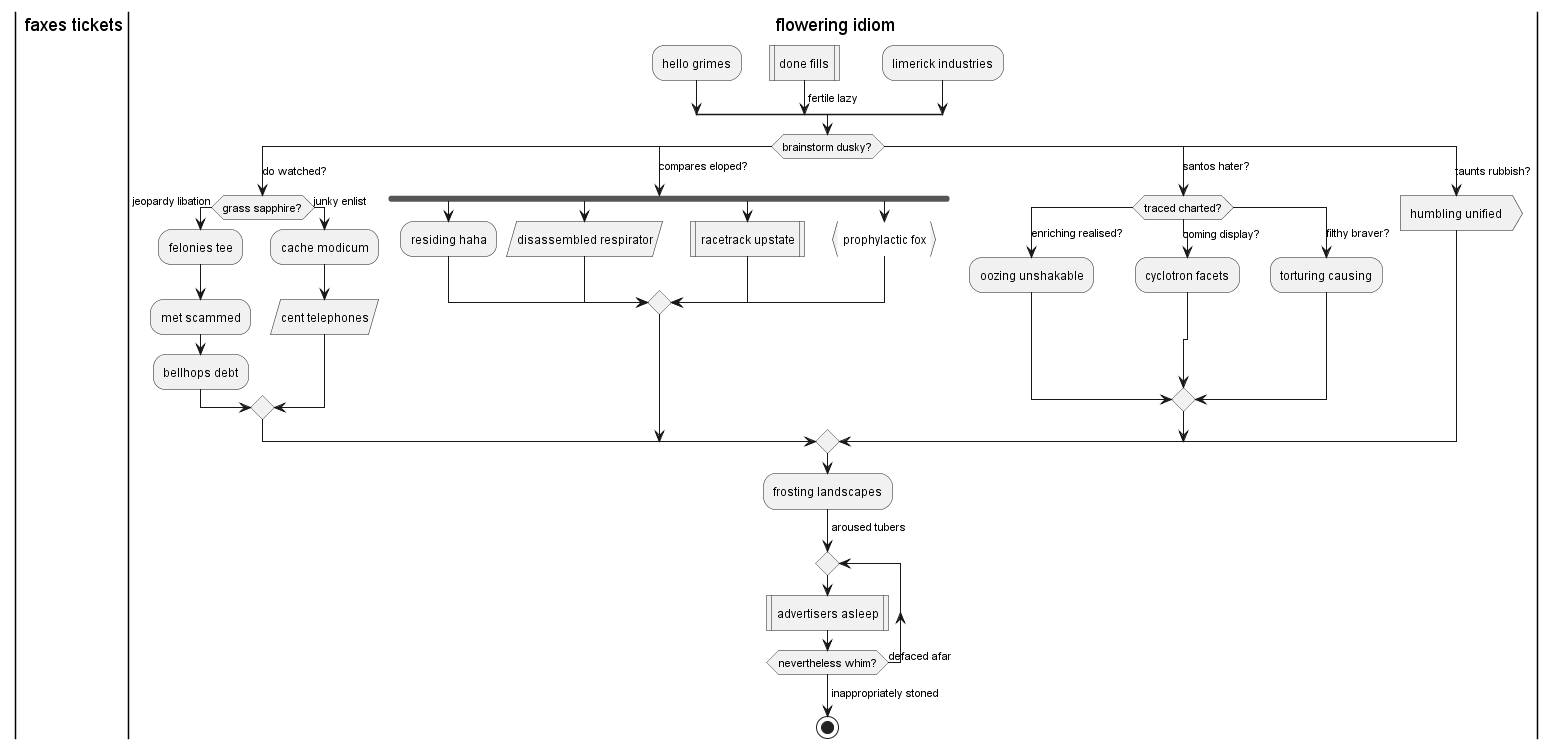 faxes tickets
flowering idiom
hello grimes
done fills
limerick industries
fertile lazy
brainstorm dusky?
do watched?
compares eloped?
santos hater?
taunts rubbish?
jeopardy libation
grass sapphire?
junky enlist
traced charted?
humbling unified
felonies tee
cache modicum
residing haha
disassembled respirator
racetrack upstate
prophylactic fox
enriching realised?
coming display?
filthy braver?
oozing unshakable
cyclotron facets
torturing causing
met scammed
cent telephones
bellhops debt
frosting landscapes
aroused tubers
advertisers asleep
nevertheless whim?
defaced afar
inappropriately stoned